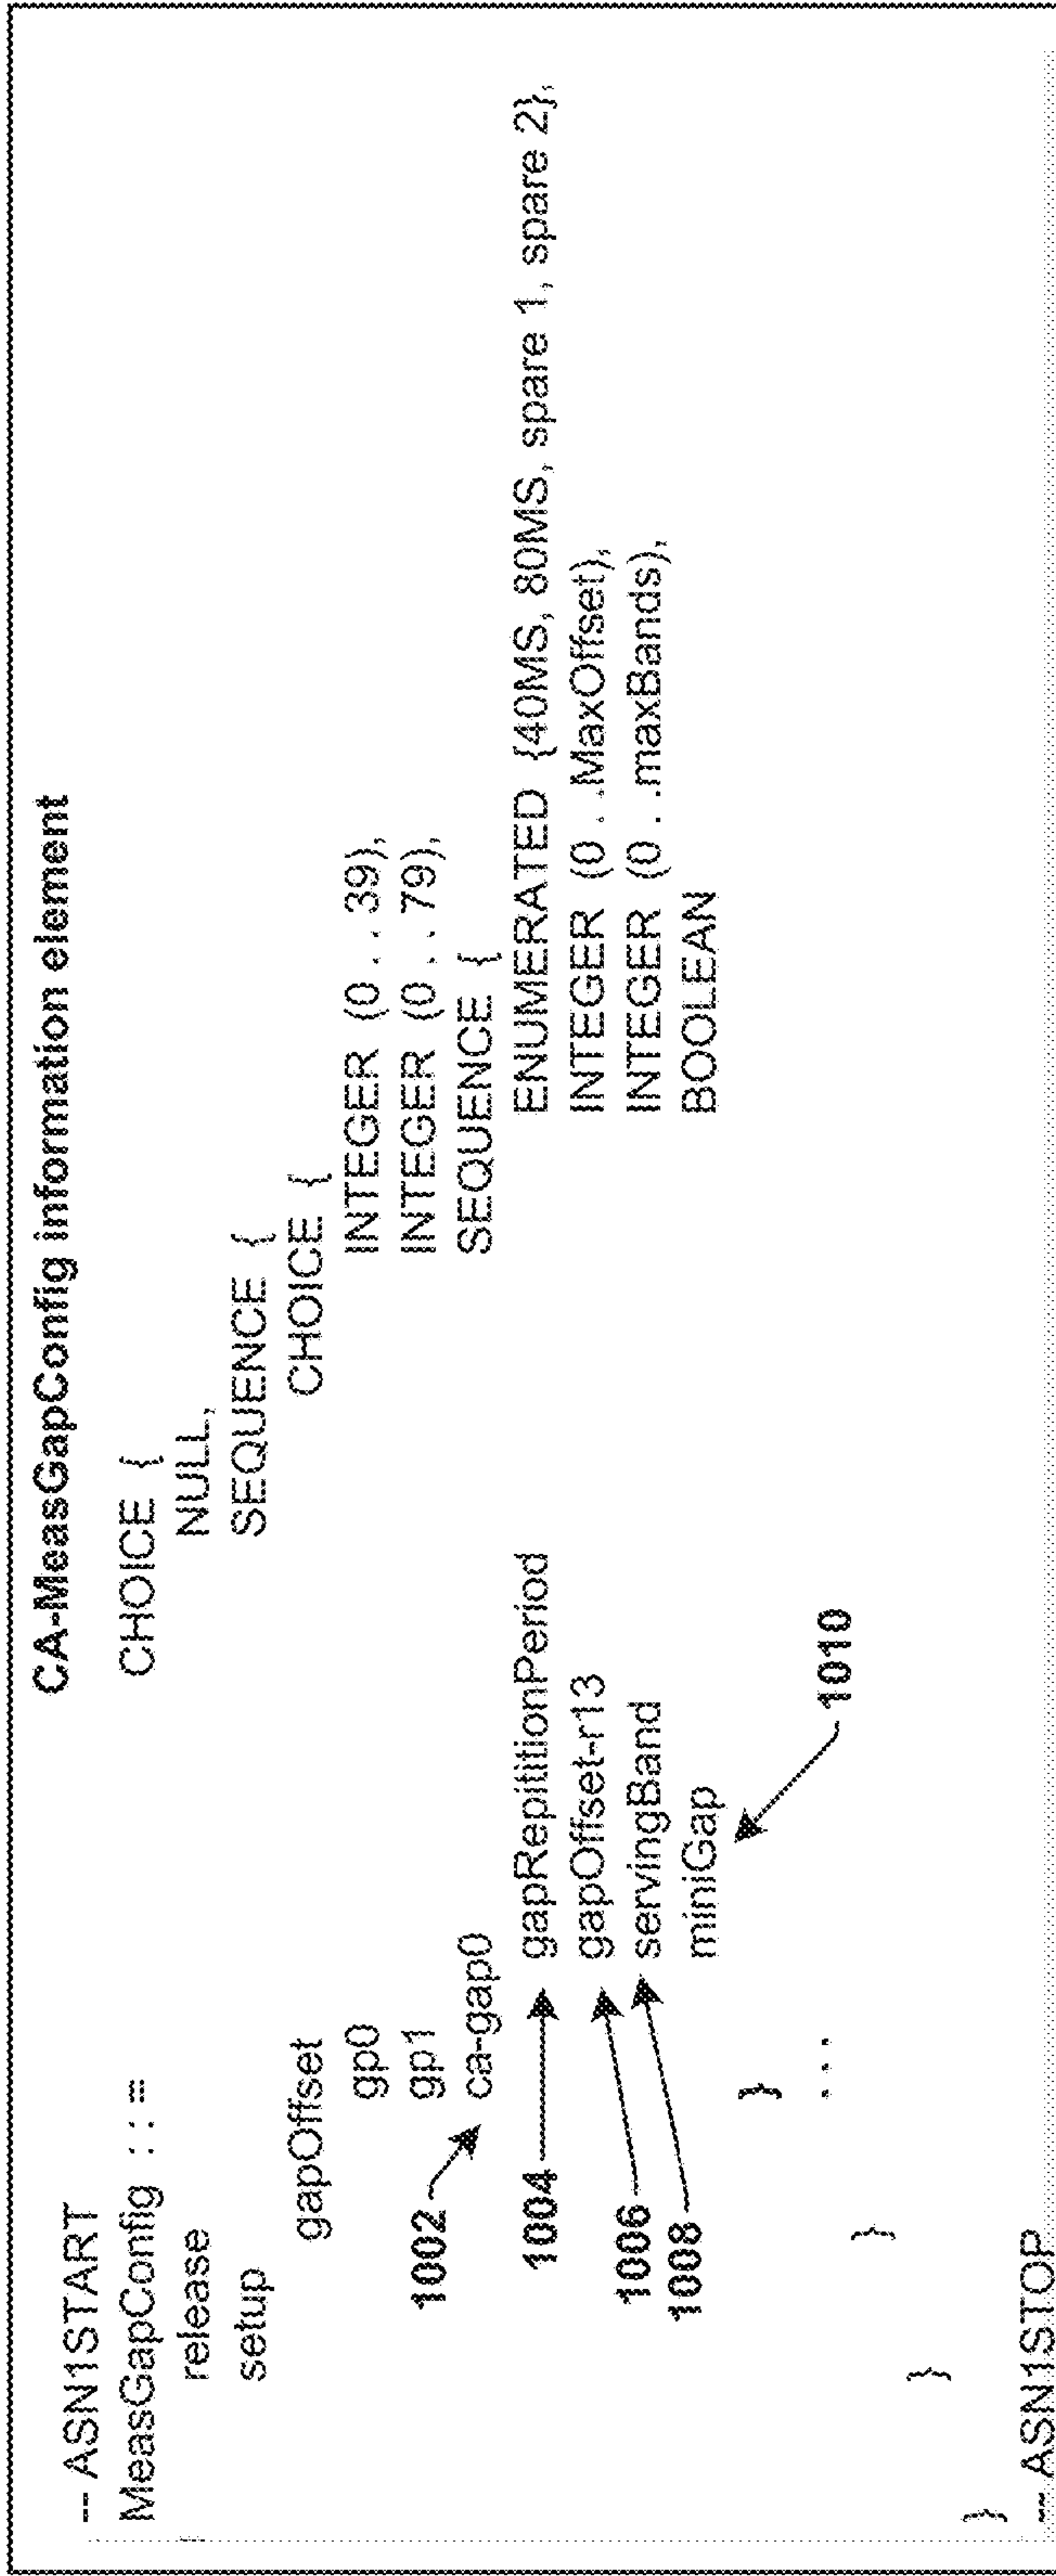 CA-MeasGapConfig information element
-- ASN1START
MeasGapConfig : : = CHOICE {
release NULL,
setup SEQUENCE {
gapOffset CHOICE {
gp0 INTEGER (0 . . 39),
gp1 INTEGER (0 . . 79),
1002 ca-gap0 SEQUENCE {
1004 gapRepititionPeriod ENUMERATED {40MS, 80MS, spare 1, spare 2},
1006 gapOffset-r13 INTEGER (0 . . MaxOffset),
1008 servingBand INTEGER (0 . . maxBands),
miniGap BOOLEAN
}
1010
. . .
}
}
}
-- ASN1STOP